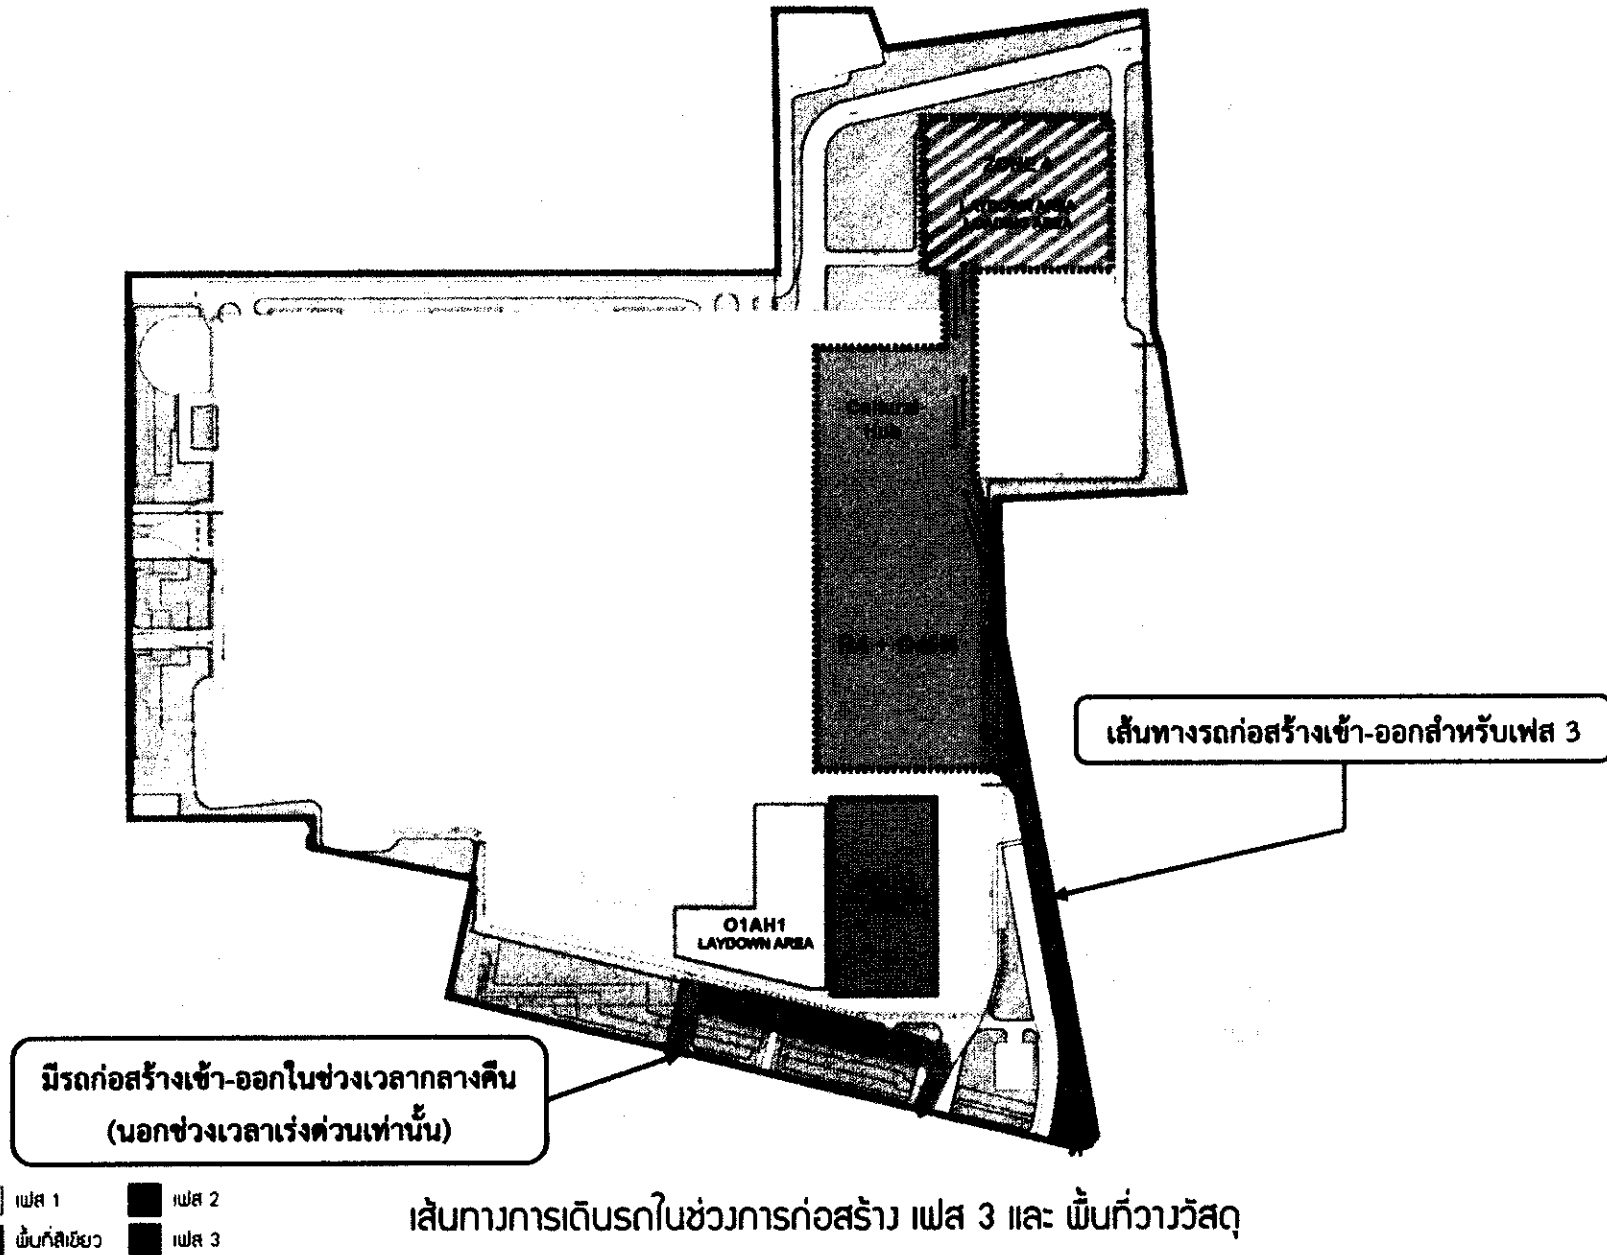 ZONE A
LAYDOWN AREA
Cultural
Hub
เส้นทางรถก่อสร้างเข้า-ออกสำหรับเฟส 3
O1AH1
LAYDOWN AREA
มีรถก่อสร้างเข้า-ออกในช่วงเวลากลางคืน
(นอกช่วงเวลาเร่งด่วนเท่านั้น)
เฟส 1
เฟส 2
พื้นที่สีเขียว
เฟส 3
เส้นทางการเดินรถในช่วงการก่อสร้าง เฟส 3 และ พื้นที่วางวัสดุ